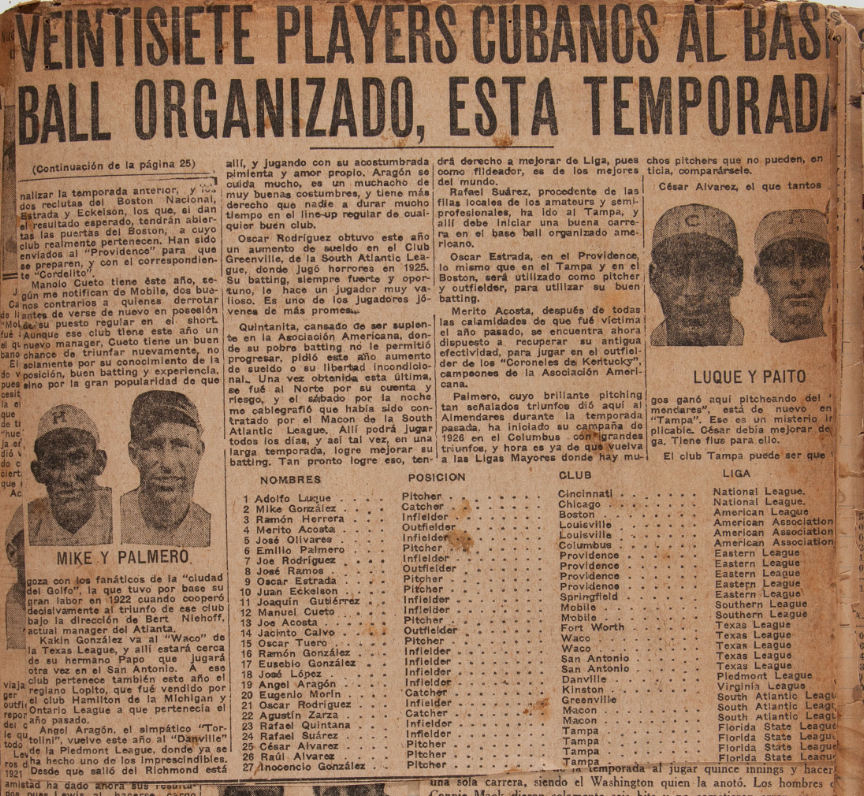 VEINTISIETE PLAYERS CUBANOS AL BASE
BALL ORGANIZADO, ESTA TEMPORADA
(Continuación de la página 25)
nalizar la temporada anterior, y los
dos reclutas del Boston Nacional,
Estrada y Eckelson, los que, si dan
el resultado esperado, tendrán abier-
tas las puertas del Boston, a cuyo
club realmente pertenecen. Han sido
enviados al "Providence" para que
se preparen, y con el correspondien-
te "Cordelito".
Manolo Cueto tiene éste año, se-
gún me notifican de Mobile, dos bue-
nos contrarios a quienes derrotar
antes de verse de nuevo en posesión
de su puesto regular en el short.
Aunque ese club tiene este año un
nuevo manager, Cueto tiene un buen
chance de triunfar nuevamente, no
solamente por su conocimiento de la
posición, buen batting y experiencia,
sino por la gran popularidad de que
MIKE Y PALMERO
goza con los fanáticos de la "ciudad
del Golfo", la que tuvo por base su
gran labor en 1922 cuando cooperó
decisivamente al triunfo de ese club
bajo la dirección de Bert Niehoff,
actual manager del Atlanta.
Kakin González va al "Waco" de
la Texas League, y allí estará cerca
de su hermano Papo que jugará
otra vez en el San Antonio. A ese
club pertenece también este año el
reglano Lopito, que fué vendido por
el club Hamilton de la Michigan y
Ontario League a que pertenecía el
año pasado.
Angel Aragón, el simpático "Tor-
tolini", vuelve este año al "Danville"
de la Piedmont League, donde ya se
ha hecho uno de los imprescindibles.
Desde que salió del Richmond está
allí, y jugando con su acostumbrada
pimienta y amor propio. Aragón se
cuida mucho, es un muchacho de
muy buenas costumbres, y tiene más
derecho que nadie a durar mucho
tiempo en el line-up regular de cual-
quier buen club.
Oscar Rodríguez obtuvo este año
un aumento de sueldo en el Club
Greenville, de la South Atlantic Lea-
gue, donde jugó horrores en 1925.
Su batting, siempre fuerte y opor-
tuno, le hace un jugador muy va-
lioso. Es uno de los jugadores jó-
venes de más promes
Quintanita, cansado de ser suplen-
te en la Asociación Americana, don-
de su pobre batting no le permitió
progresar, pidió este año aumento
de sueldo o su libertad incondicio-
nal. Una vez obtenida esta última,
se fué al Norte por su cuenta y
riesgo, y el sábado por la noche
me cablegrafió que había sido con-
tratado por el Macon de la South
Atlantic League. Allí podrá jugar
todos los días, y así tal vez, en una
larga temporada, logre mejorar su
batting. Tan pronto logre eso, ten-
drá derecho a mejorar de Liga, pues
como fildeador, es de los mejores
del mundo.
Rafael Suárez, procedente de las
filas locales de los amateurs y semi-
profesionales, ha ido al Tampa, y
allí debe iniciar una buena carre-
ra en el base ball organizado ame-
ricano.
Oscar Estrada, en el Providence,
lo mismo que en el Tampa y en el
Boston, será utilizado como pitcher
y outfielder, para utilizar su buen
batting.
Merito Acosta, después de todas
las calamidades de que fué víctima
el año pasado, se encuentra ahora
dispuesto a recuperar su antigua
efectividad, para jugar en el outfiel-
der de los "Coroneles de Kentucky",
campeones de la Asociación Ameri-
cana.
Palmero, cuyo brillante pitching
tan señalados triunfos dió aquí al
Almendares durante la temporada
pasada, ha iniciado su campaña de
1926 en el Columbus con grandes
triunfos, y hora es ya de que vuelva
a las Ligas Mayores donde hay mu-
chos pitchers que no pueden, en
ticia, comparársele.
César Alvarez, el que tantos
C
LUQUE Y PAITO
gos ganó aquí pitcheando del
mendares", está de nuevo en
"Tampa". Ese es un misterio
plicable. César debía mejorar de
ga. Tiene flus para ello.
El club Tampa puede ser que
H
NOMBRES POSICION CLUB LIGA
1 Adolfo Luque Pitcher Cincinnati National League.
2 Mike González Catcher Chicago National League.
3 Ramón Herrera Infielder Boston American League
4 Merito Acosta Outfielder Louisville American Association
5 José Olivares Infielder Louisville American Association
6 Emilio Palmero Pitcher Columbus American Association
7 Joe Rodríguez Infielder Providence Eastern League
8 José Ramos Outfielder Providence Eastern League
9 Oscar Estrada Pitcher Providence Eastern League
10 Juan Eckelson Pitcher Providence Eastern League
11 Joaquín Gutiérrez Infielder Springfield Eastern League
12 Manuel Cueto Infielder Mobile Southern League
13 Joe Acosta Pitcher Mobile Southern League
14 Jacinto Calvo Outfielder Fort Worth Texas League
15 Oscar Tuero Pitcher Waco Texas League
16 Ramón González Infielder Waco Texas League
17 Eusebio González Infielder San Antonio Texas League
18 José López Infielder San Antonio Texas League
19 Angel Aragón Infielder Danville Piedmont League
20 Eugenio Morin Catcher Kinston Virginia League
21 Oscar Rodríguez Infielder Greenville South Atlantic League
22 Agustín Zarza Catcher Macon South Atlantic League
23 Rafael Quintana Infielder Macon South Atlantic League
24 Rafael Suárez Infielder Tampa Florida State League
25 César Alvarez Pitcher Tampa Florida State League
26 Raúl Alvarez Pitcher Tampa Florida State League
27 Inocencio González Pitcher Tampa Florida State League
temporada al jugar quince innings y hacer
una sola carrera, siendo el Washington quien la anotó. Los hombres